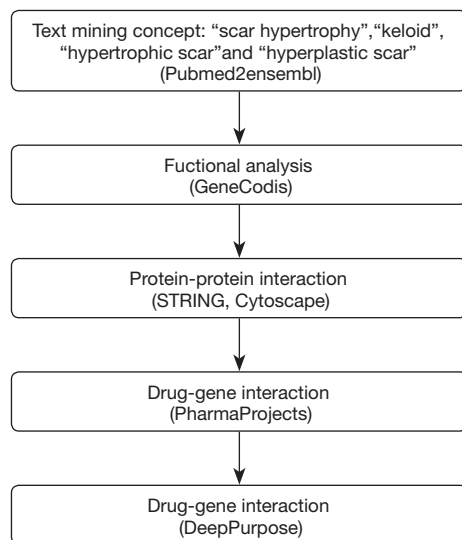 Text mining concept: “scar hypertrophy”,“keloid”,
“hypertrophic scar”and “hyperplastic scar”
(Pubmed2ensembl)
Fuctional analysis
(GeneCodis)
Protein-protein interaction
(STRING, Cytoscape)
Drug-gene interaction
(PharmaProjects)
Drug-gene interaction
(DeepPurpose)